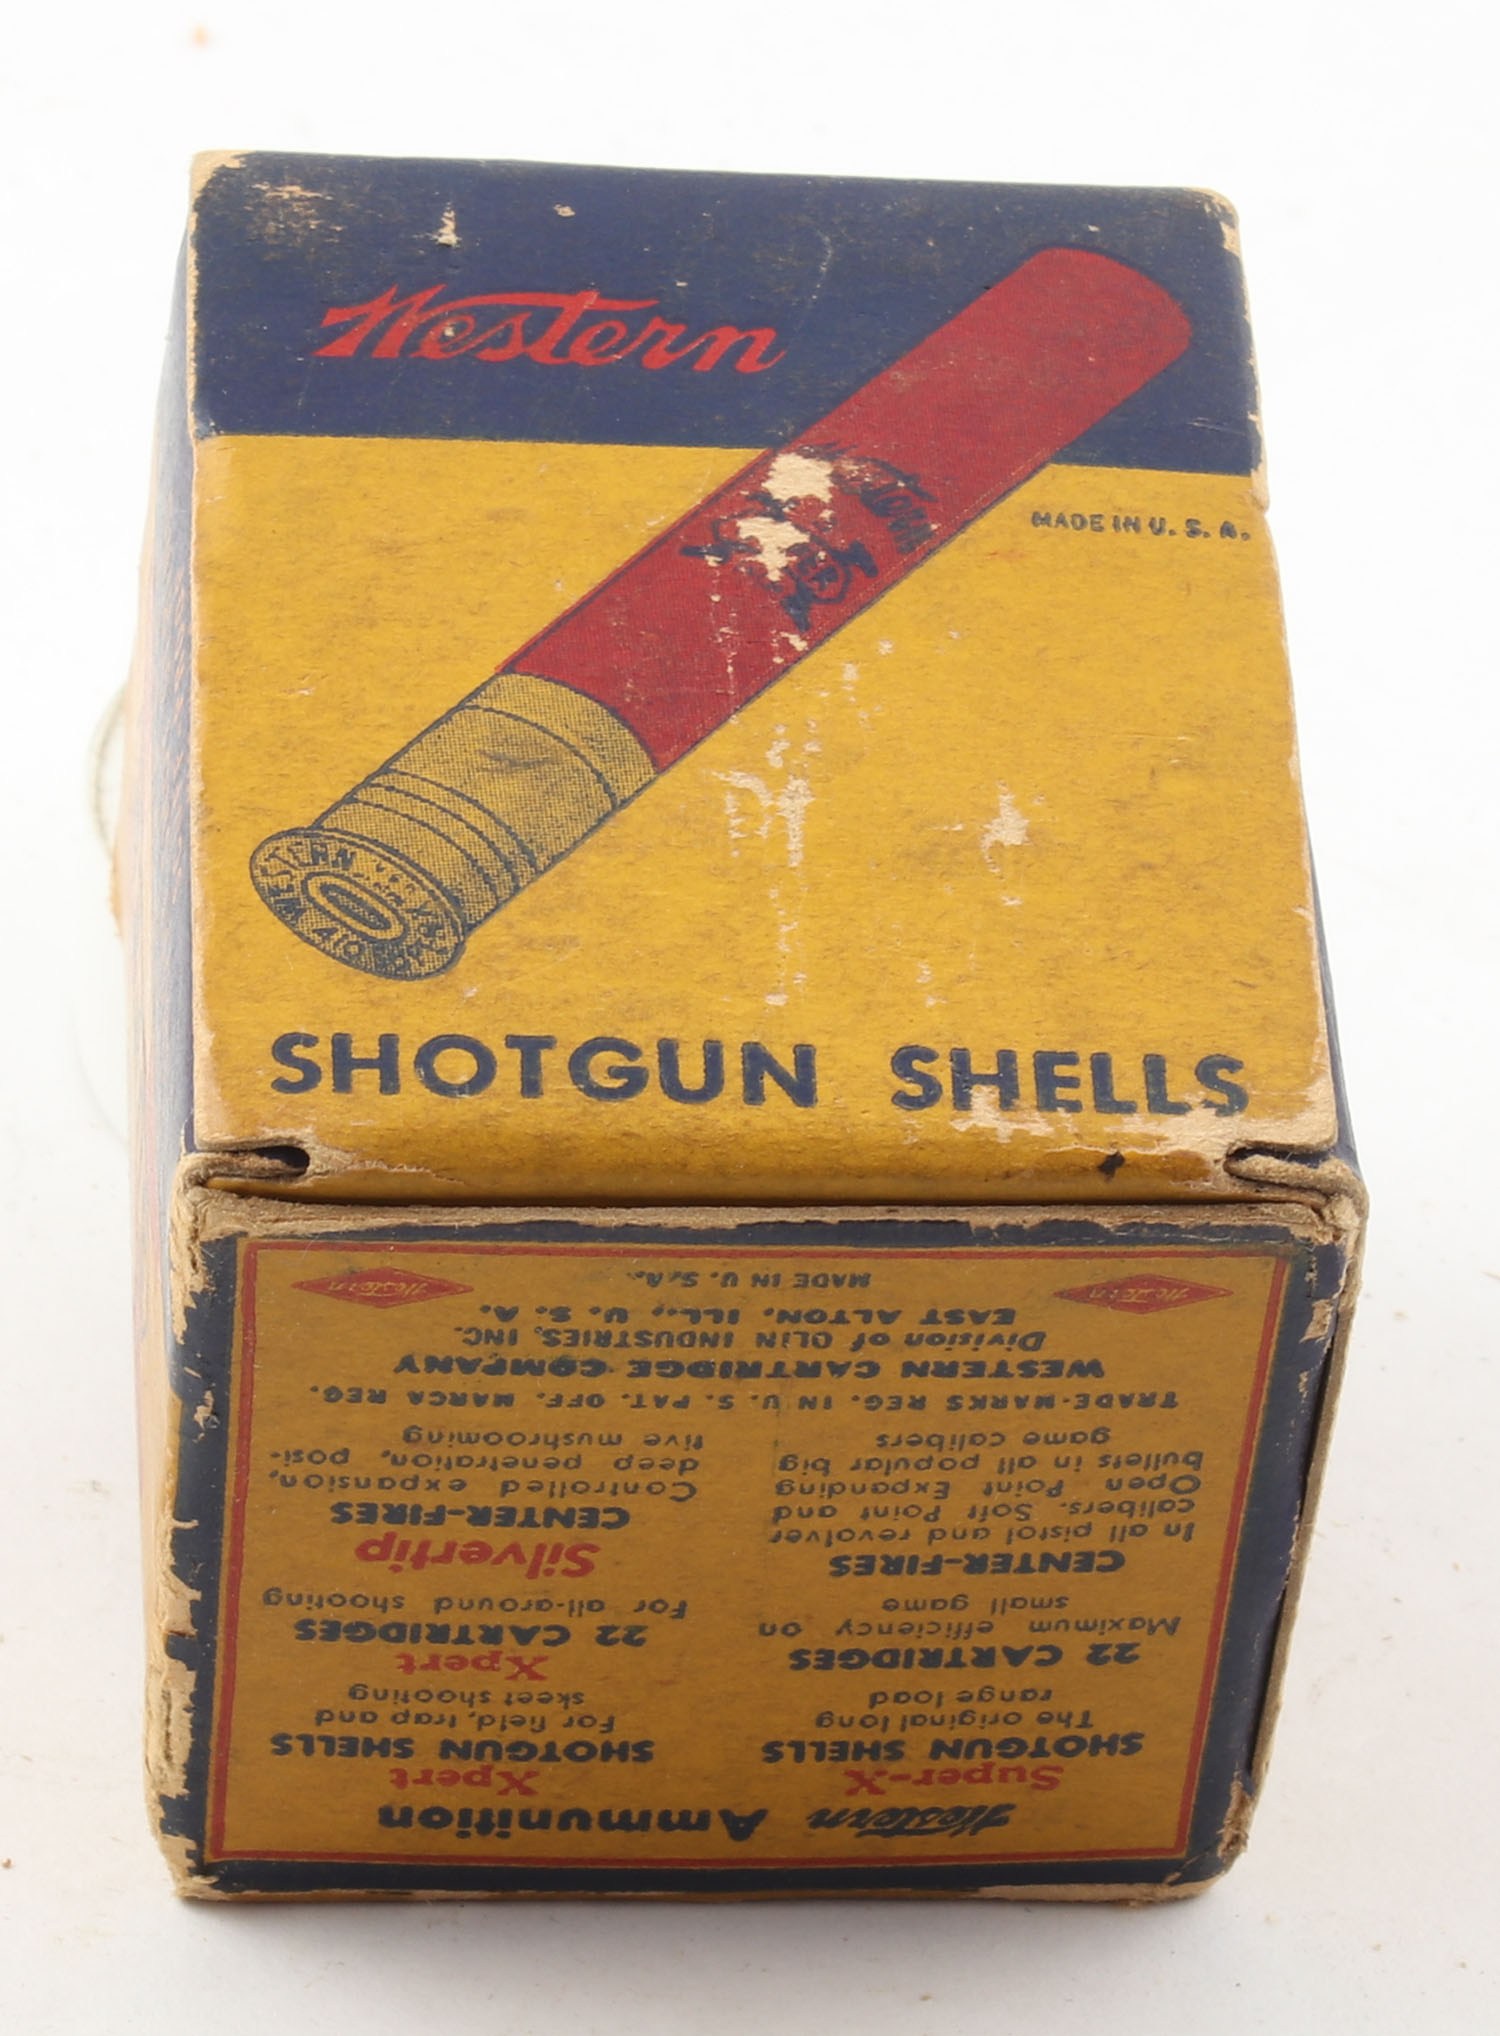 Western
MADE IN U. S. A.
WESTERN
SHOTGUN SHELLS
Western Ammunition
Super-X
SHOTGUN SHELLS
The original long
range load
22 CARTRIDGES
Maximum efficiency on
small game
CENTER-FIRES
In all pistol and revolver
calibers. Soft Point and
Open Point Expanding
bullets in all popular big
game calibers
Xpert
SHOTGUN SHELLS
For field, trap and
skeet shooting
Xpert
22 CARTRIDGES
For all-around shooting
Silvertip
CENTER-FIRES
Controlled expansion,
deep penetration, posi-
tive mushrooming
TRADE-MARKS REG. IN U. S. PAT. OFF. MARCA REG.
WESTERN CARTRIDGE COMPANY
Division of OLIN INDUSTRIES, INC.
EAST ALTON, ILL., U. S. A.
Western
MADE IN U. S. A.
Western